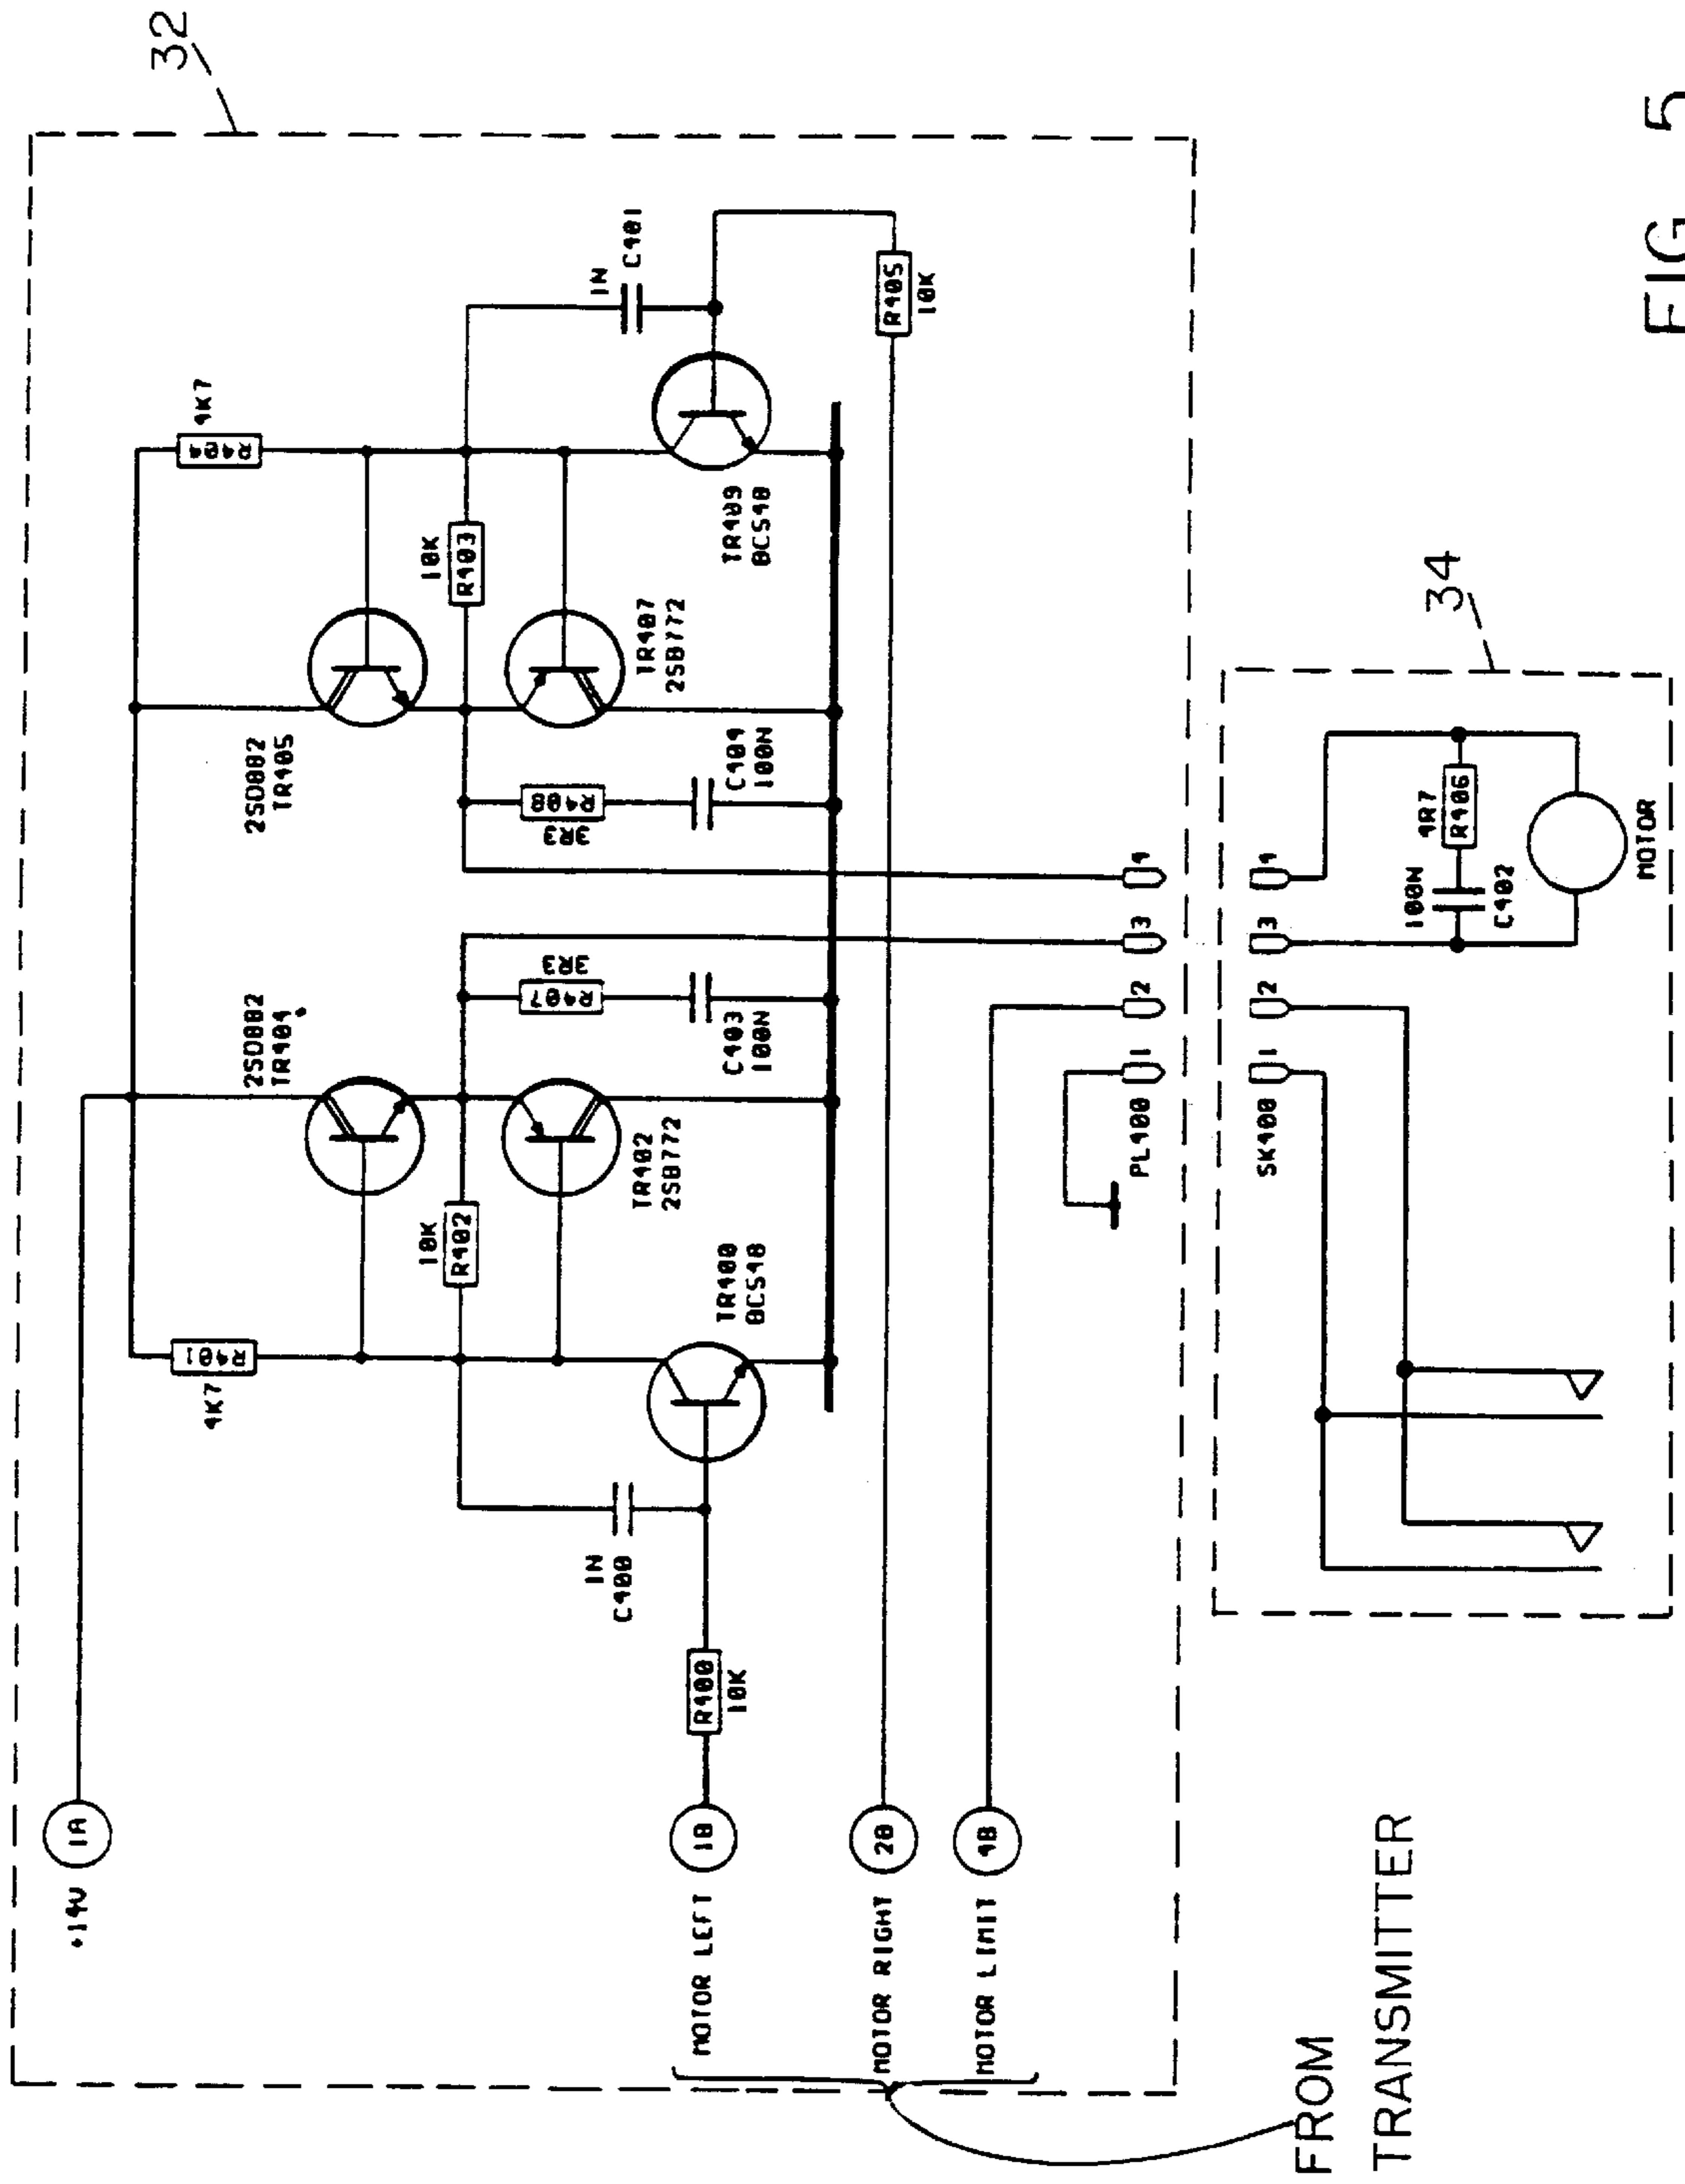 32
+14V
1A
4K7
R401
2SD882
TR404
2SD882
TR405
4K7
R404
10K
R402
10K
R403
1N
C400
1N
C401
TR402
2SB772
R407
3R3
R408
3R3
TR407
2SB772
C403
100N
C404
100N
TR400
BC548
TR409
BC548
MOTOR LEFT
1B
R400
10K
R405
10K
MOTOR RIGHT
2B
MOTOR LIMIT
4B
PL400
1
2
3
4
34
SK400
1
2
3
4
100N
C402
4R7
R406
MOTOR
FROM
TRANSMITTER
FIG. 5